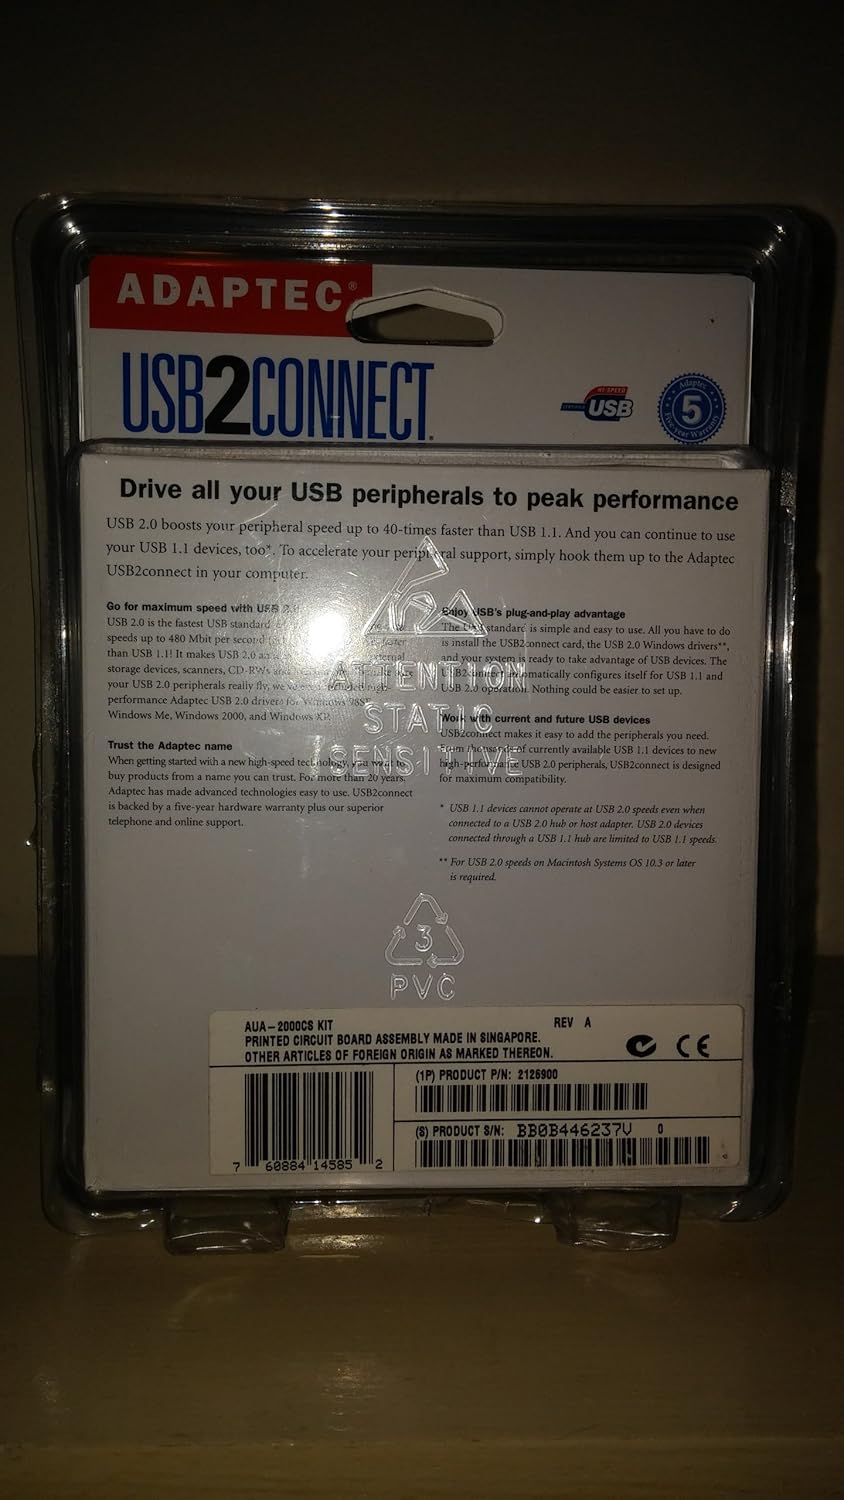 ADAPTEC®
USB2CONNECT.
HI-SPEED
CERTIFIED
USB
Adaptec
5
Five-year Warranty
Drive all your USB peripherals to peak performance
USB 2.0 boosts your peripheral speed up to 40-times faster than USB 1.1. And you can continue to use
your USB 1.1 devices, too*. To accelerate your peripheral support, simply hook them up to the Adaptec
USB2connect in your computer.
Go for maximum speed with USB 2.
USB 2.0 is the fastest USB standard
speeds up to 480 Mbit per second faster
than USB 1.1! It makes USB 2.0 external
storage devices, scanners, CD-RWs
your USB 2.0 peripherals really fly, we high-
performance Adaptec USB 2.0 drivers for Windows 98SE,
Windows Me, Windows 2000, and Windows XP.
Trust the Adaptec name
When getting started with a new high-speed technology, you want to
buy products from a name you can trust. For more than 20 years.
Adaptec has made advanced technologies easy to use. USB2connect
is backed by a five-year hardware warranty plus our superior
telephone and online support.
Enjoy USB's plug-and-play advantage
The USB standard is simple and easy to use. All you have to do
is install the USB2connect card, the USB 2.0 Windows drivers**,
and your system is ready to take advantage of USB devices. The
USB2connect automatically configures itself for USB 1.1 and
USB 2.0 operation. Nothing could be easier to set up.
Work with current and future USB devices
USB2connect makes it easy to add the peripherals you need.
From thousands of currently available USB 1.1 devices to new
high-performance USB 2.0 peripherals, USB2connect is designed
for maximum compatibility.
* USB 1.1 devices cannot operate at USB 2.0 speeds even when
connected to a USB 2.0 hub or host adapter. USB 2.0 devices
connected through a USB 1.1 hub are limited to USB 1.1 speeds.
** For USB 2.0 speeds on Macintosh Systems OS 10.3 or later
is required.
ATTENTION
STATIC
SENSITIVE
3
PVC
AUA-2000CS KIT REV A
PRINTED CIRCUIT BOARD ASSEMBLY MADE IN SINGAPORE.
OTHER ARTICLES OF FOREIGN ORIGIN AS MARKED THEREON.
CE
(1P) PRODUCT P/N: 2126900
(S) PRODUCT S/N: BB0B446237V 0
7 60884 14585 2